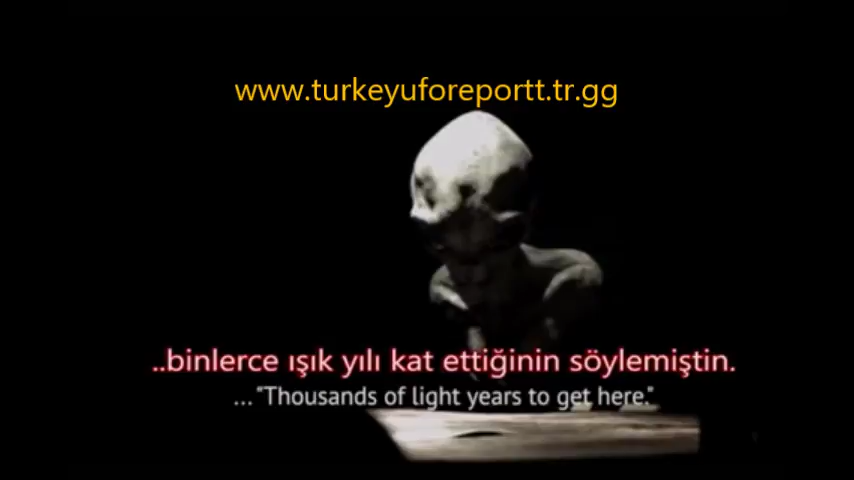 www.turkeyuforeportt.tr.gg
..binlerce ışık yılı kat ettiğinin söylemiştin.
..."Thousands of light years to get here."